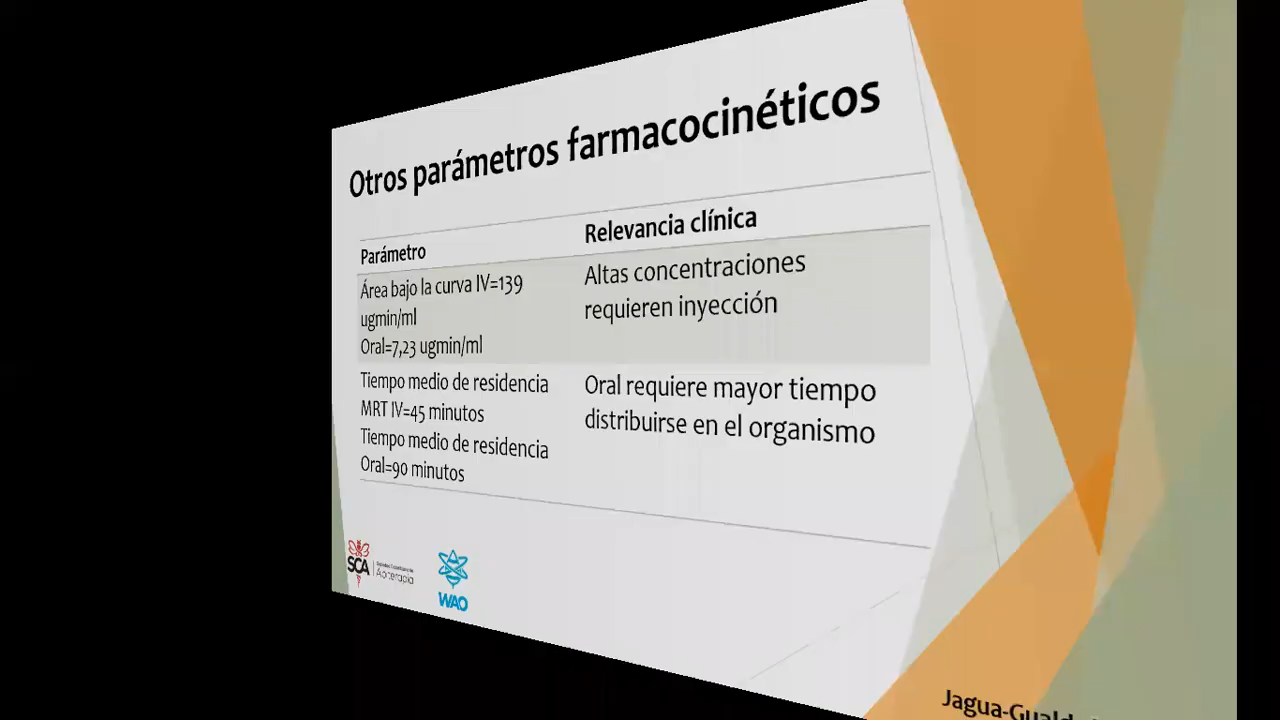 Otros parámetros farmacocinéticos
Parámetro
Relevancia clínica
Área bajo la curva IV=139
ugmin/ml
Oral=7,23 ugmin/ml
Altas concentraciones
requieren inyección
Tiempo medio de residencia
MRT IV=45 minutos
Tiempo medio de residencia
Oral=90 minutos
Oral requiere mayor tiempo
distribuirse en el organismo
SCA
Apiterapia
WAO